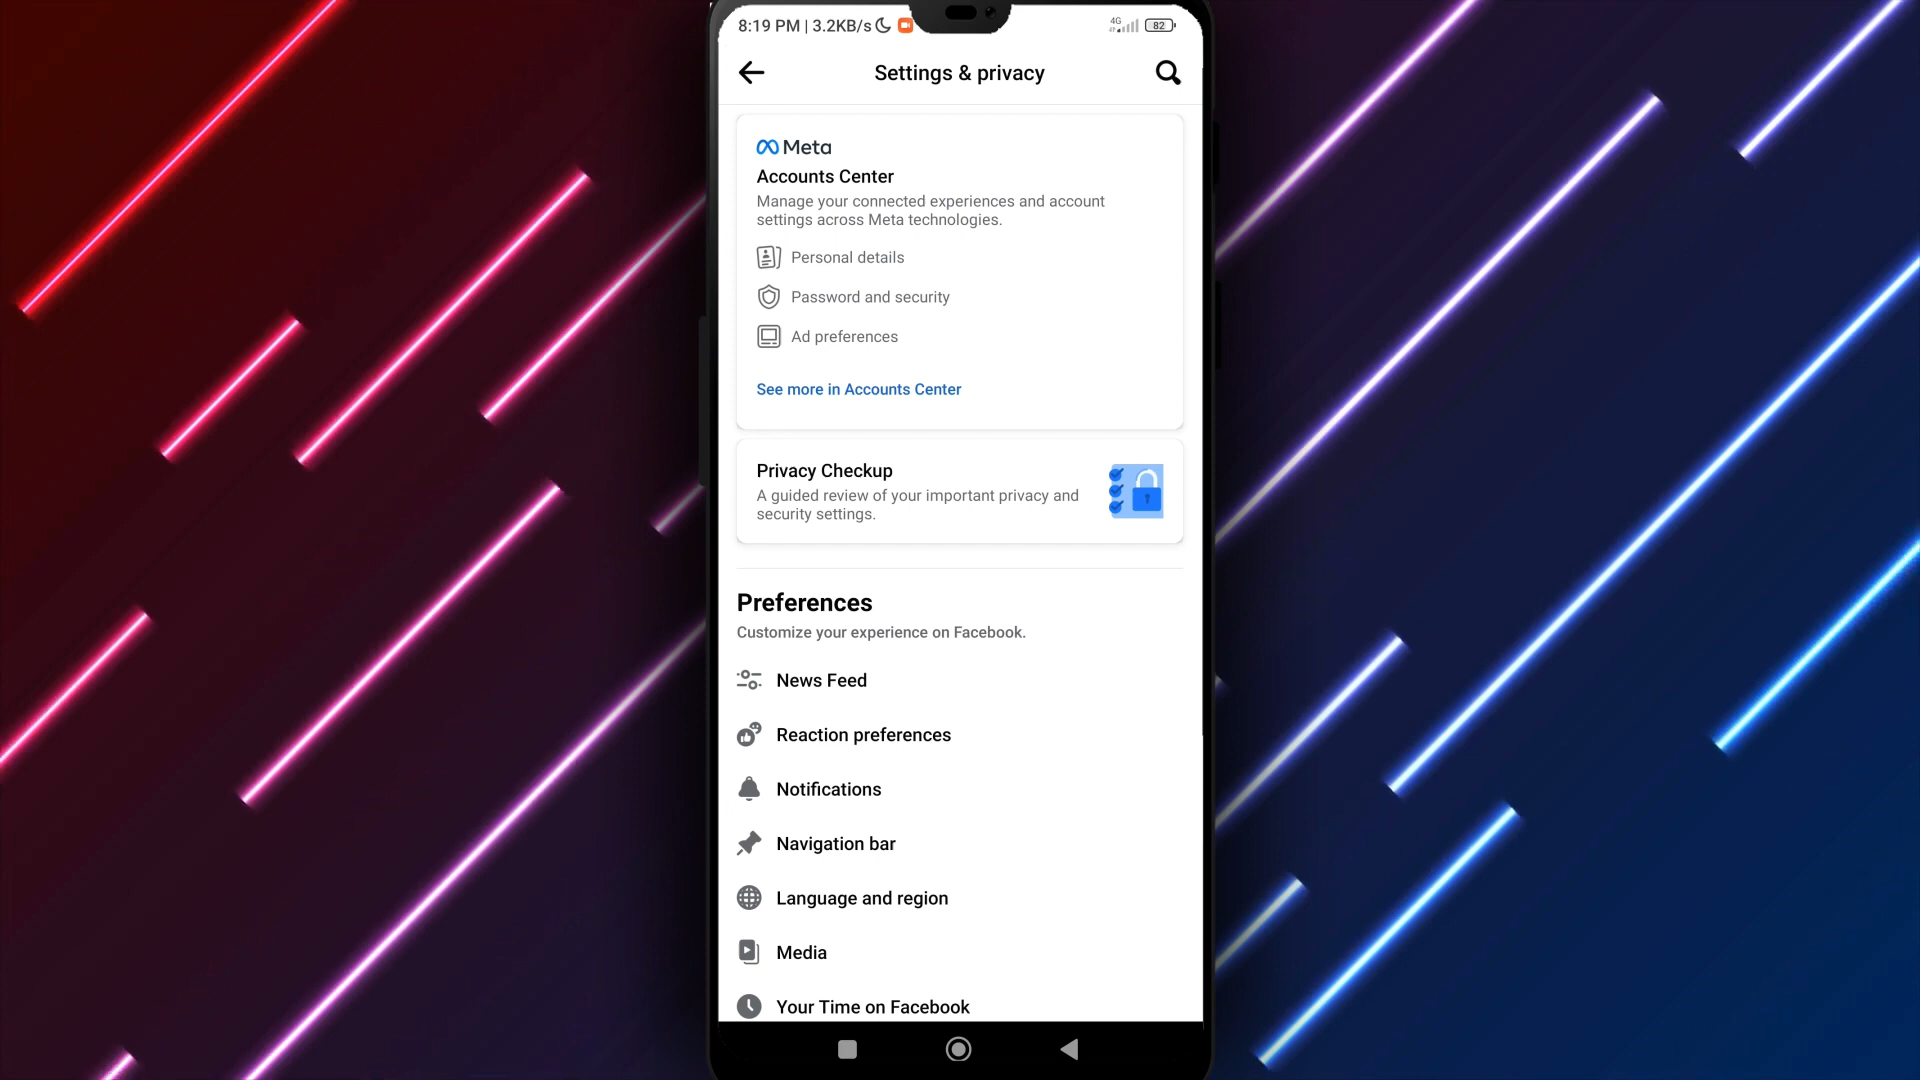 8:19 PM | 3.2KB/s
4G
82
Settings & privacy
Meta
Accounts Center
Manage your connected experiences and account
settings across Meta technologies.
Personal details
Password and security
Ad preferences
See more in Accounts Center
Privacy Checkup
A guided review of your important privacy and
security settings.
Preferences
Customize your experience on Facebook.
News Feed
Reaction preferences
Notifications
Navigation bar
Language and region
Media
Your Time on Facebook